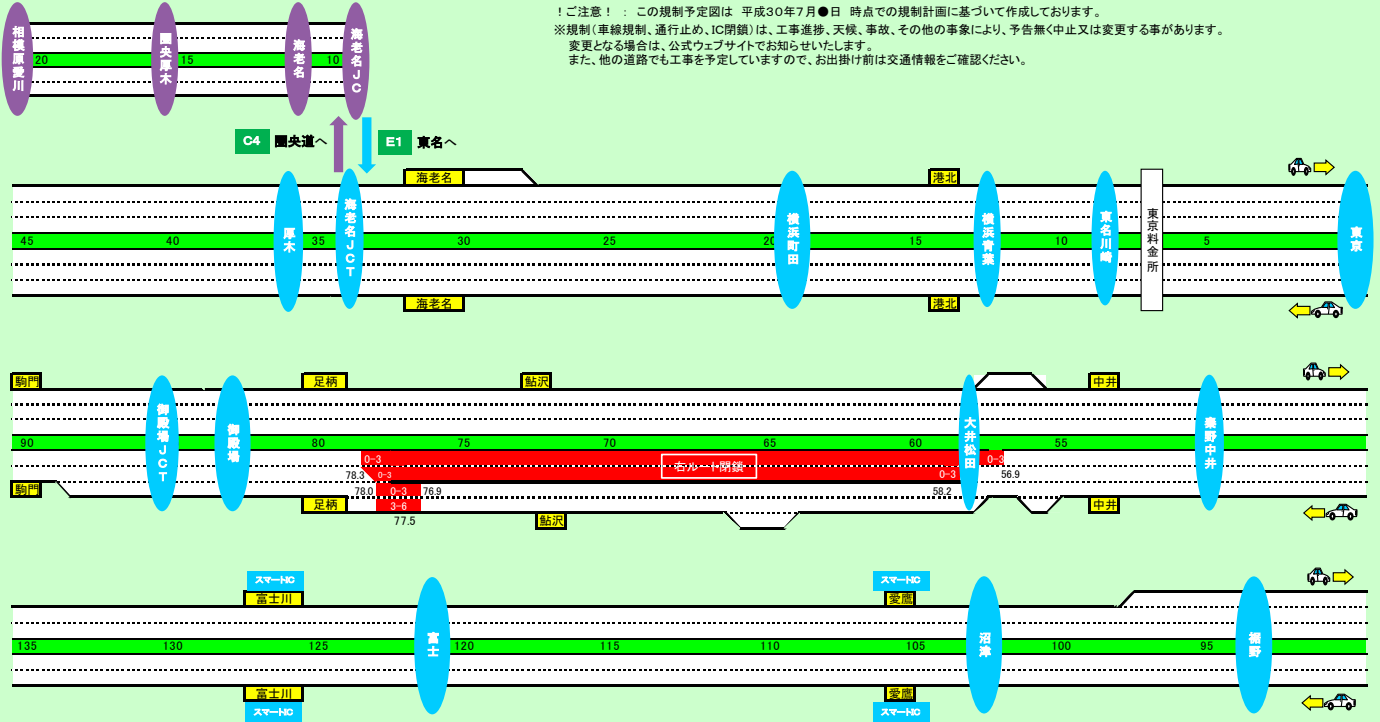 ！ご注意！ ： この規制予定図は 平成３０年７月●日 時点での規制計画に基づいて作成しております。
※規制（車線規制、通行止め、IC閉鎖）は、工事進捗、天候、事故、その他の事象により、予告無く中止又は変更する事があります。
変更となる場合は、公式ウェブサイトでお知らせいたします。
また、他の道路でも工事を予定していますので、お出掛け前は交通情報をご確認ください。
相模原愛川
20
圏央厚木
15
海老名
10
海老名JCT
C4 圏央道へ
E1 東名へ
海老名
港北
45
40
厚木
35
海老名JCT
30
25
20
横浜町田
15
横浜青葉
10
東名川崎
東京料金所
5
東京
海老名
港北
駒門
足柄
鮎沢
中井
90
御殿場JCT
御殿場
80
75
70
65
60
大井松田
55
秦野中井
0-3
右ルート閉鎖
0-3
78.3
0-3
0-3
56.9
78.0
0-3
76.9
58.2
駒門
足柄
3-6
中井
77.5
鮎沢
スマートIC
スマートIC
富士川
愛鷹
135
130
125
富士
120
115
110
105
沼津
100
95
裾野
富士川
愛鷹
スマートIC
スマートIC